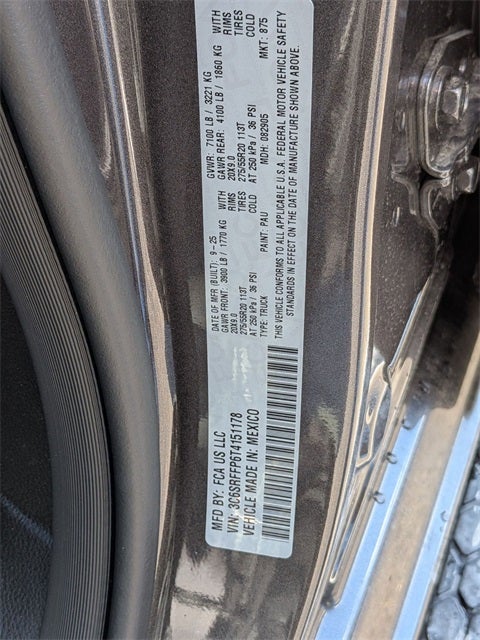 MFD BY: FCA US LLC
VIN: 3C6SRFFP6T4151178
VEHICLE MADE IN: MEXICO
DATE OF MFR (BUILT): 9-25 GVWR: 7100 LB / 3221 KG
GAWR FRONT: 3900 LB / 1770 KG WITH GAWR REAR: 4100 LB / 1860 KG WITH
20X9.0 RIMS 20X9.0 RIMS
275/55R20 113T TIRES 275/55R20 113T TIRES
AT 250 kPa / 36 PSI COLD AT 250 kPa / 36 PSI COLD
TYPE: TRUCK PAINT: PAU MDH: 082905 MKT: 875
THIS VEHICLE CONFORMS TO ALL APPLICABLE U.S.A. FEDERAL MOTOR VEHICLE SAFETY
STANDARDS IN EFFECT ON THE DATE OF MANUFACTURE SHOWN ABOVE.